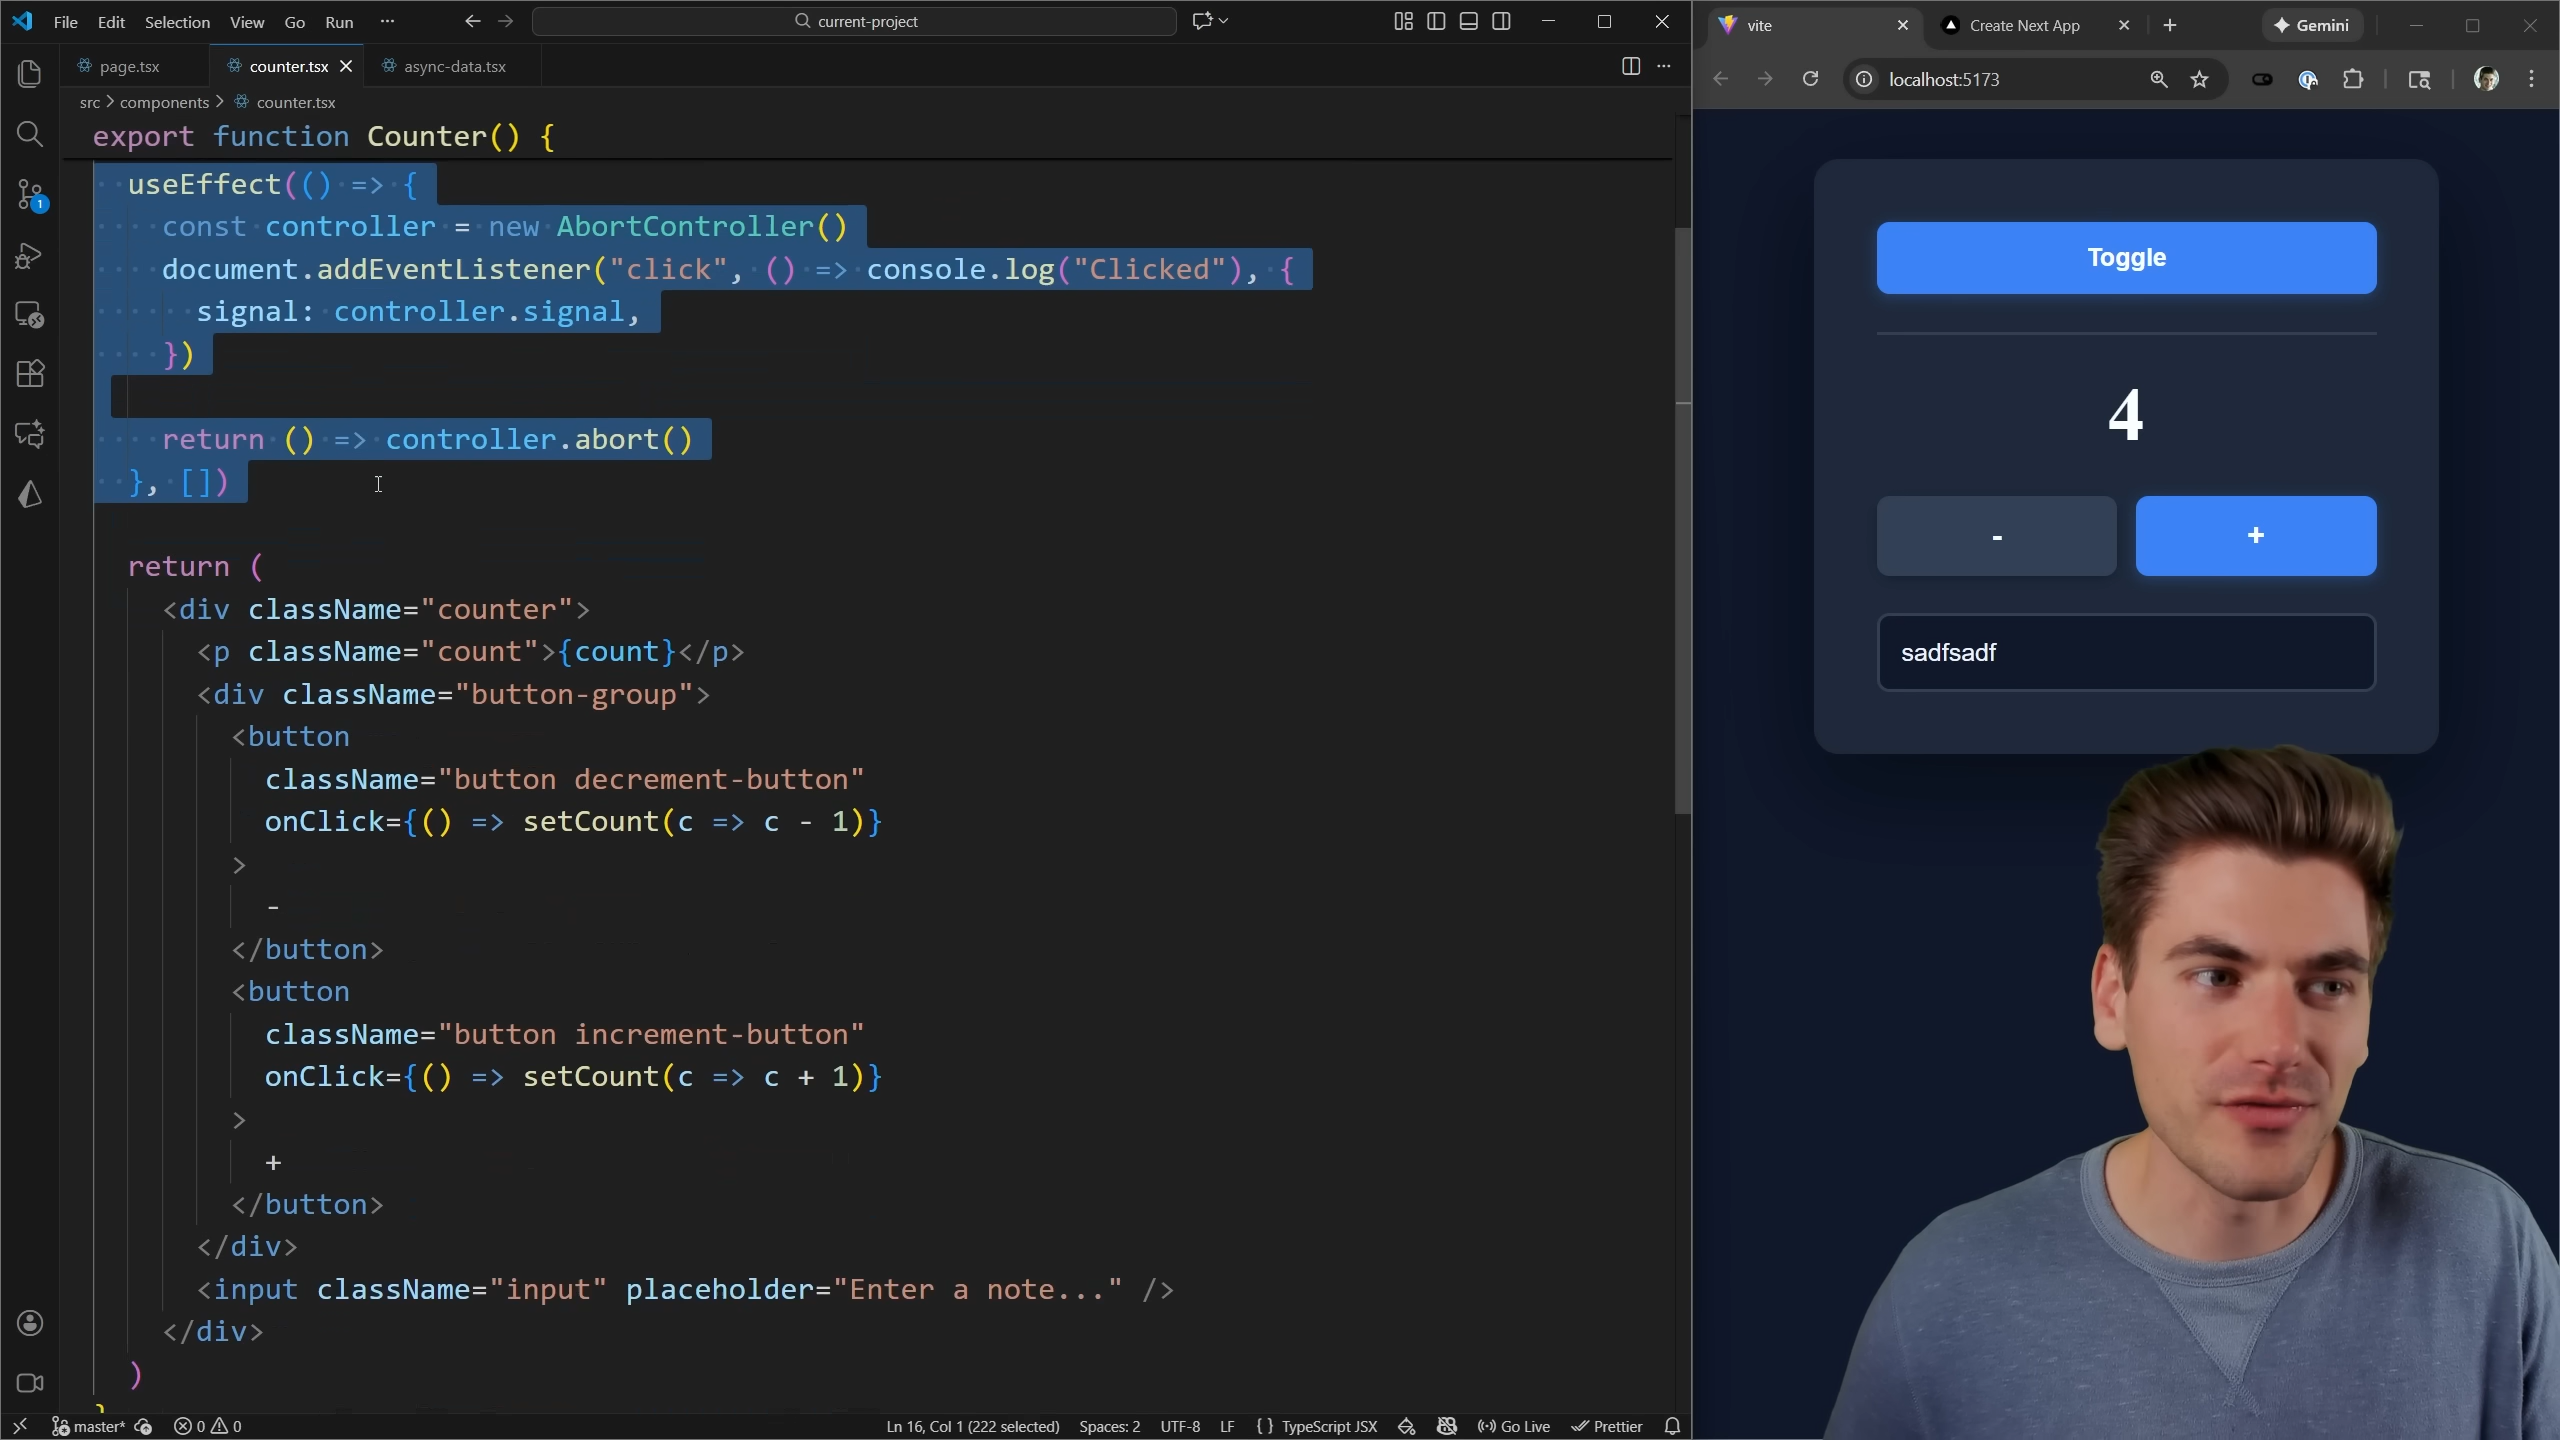 File Edit Selection View Go Run ···
current-project
page.tsx
counter.tsx
async-data.tsx
src > components > counter.tsx
export function Counter() {
useEffect(() => {
const controller = new AbortController()
document.addEventListener("click", () => console.log("Clicked"), {
signal: controller.signal,
})
return () => controller.abort()
}, [])
return (
<div className="counter">
<p className="count">{count}</p>
<div className="button-group">
<button
className="button decrement-button"
onClick={() => setCount(c => c - 1)}
>
-
</button>
<button
className="button increment-button"
onClick={() => setCount(c => c + 1)}
>
+
</button>
</div>
<input className="input" placeholder="Enter a note..." />
</div>
)
}
1
master*
0 0
Ln 16, Col 1 (222 selected)
Spaces: 2
UTF-8
LF
{ } TypeScript JSX
Go Live
Prettier
vite
Create Next App
Gemini
localhost:5173
Toggle
4
- +
sadfsadf